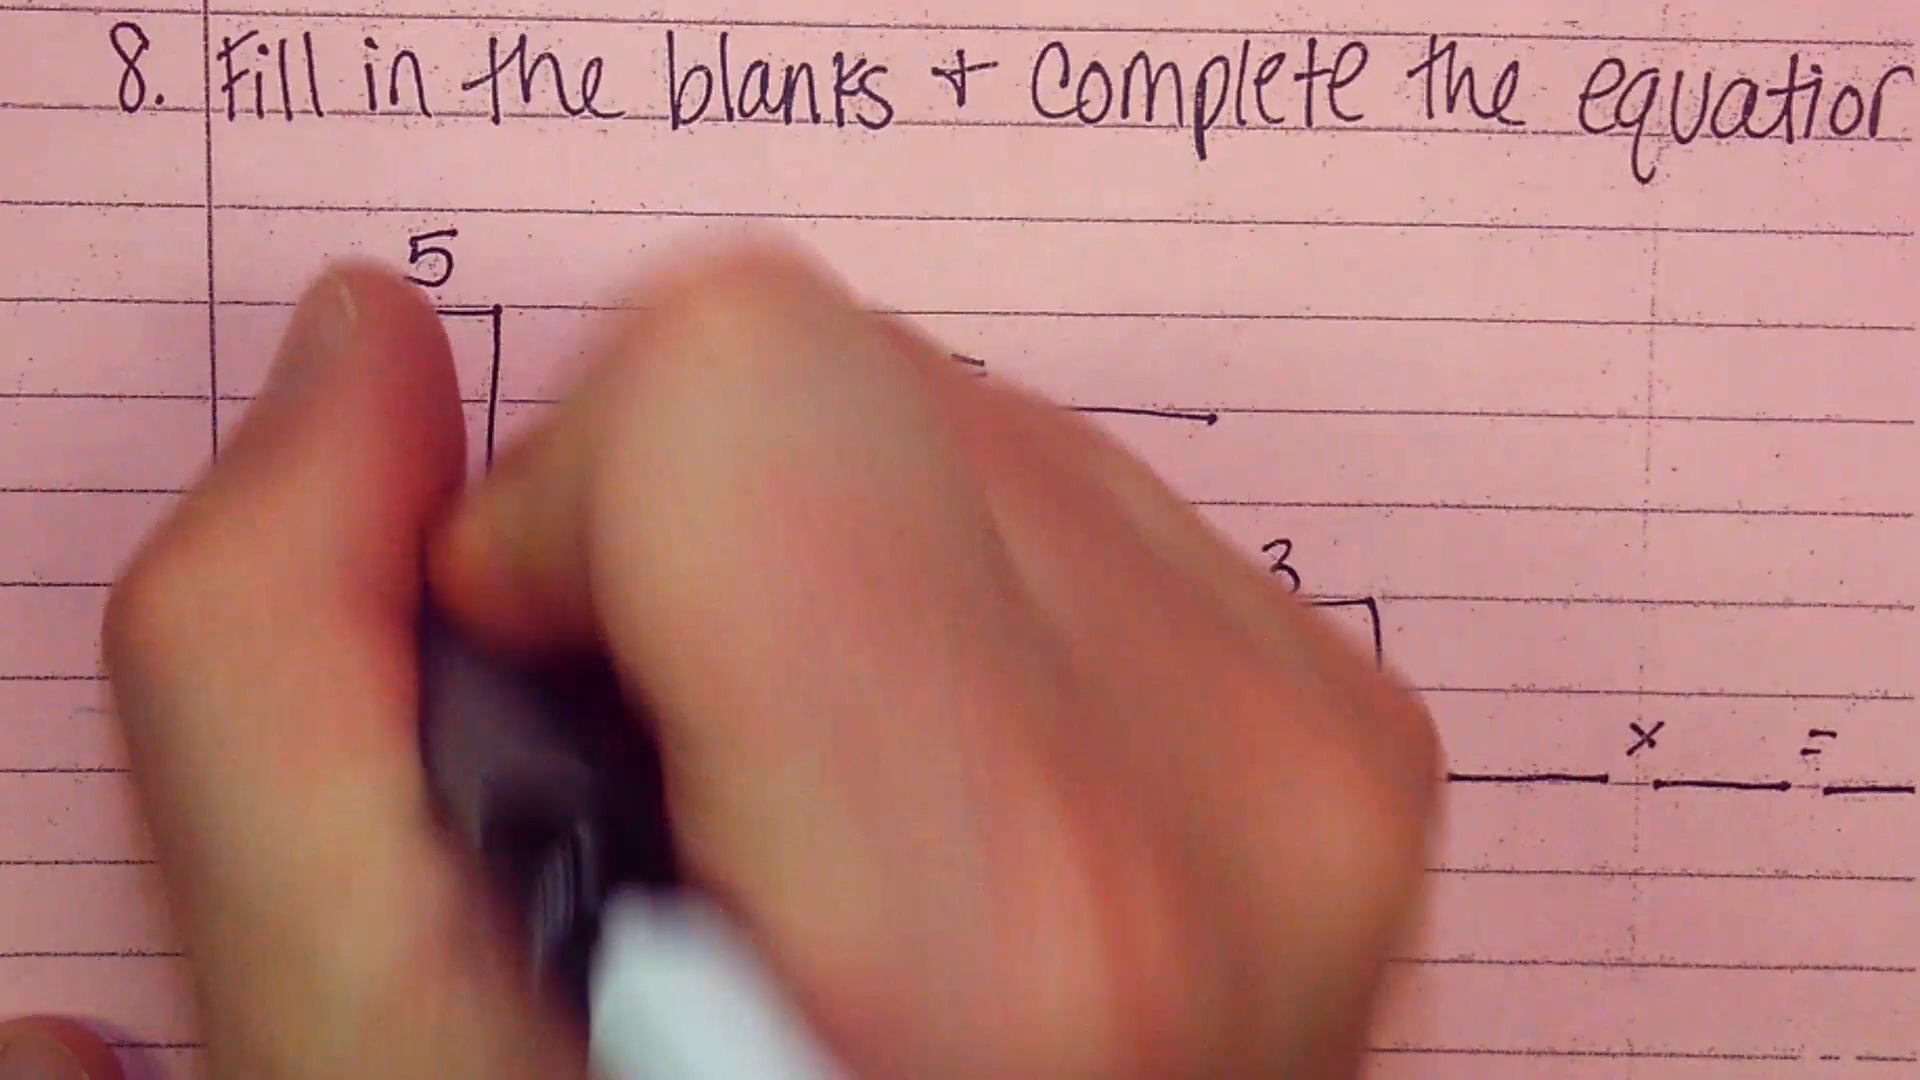 8. Fill in the blanks + complete the equation
5
=
3
x =